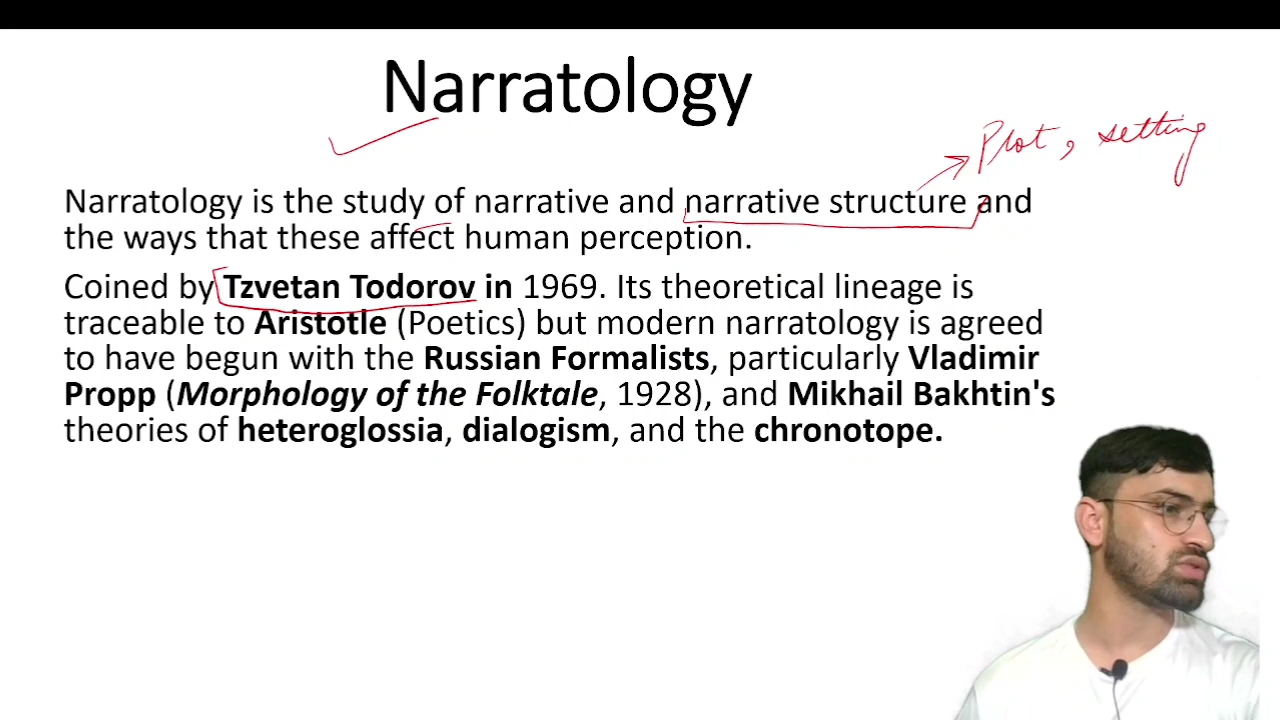 Narratology
Plot, setting
Narratology is the study of narrative and narrative structure and
the ways that these affect human perception.
Coined by Tzvetan Todorov in 1969. Its theoretical lineage is
traceable to Aristotle (Poetics) but modern narratology is agreed
to have begun with the Russian Formalists, particularly Vladimir
Propp (Morphology of the Folktale, 1928), and Mikhail Bakhtin's
theories of heteroglossia, dialogism, and the chronotope.